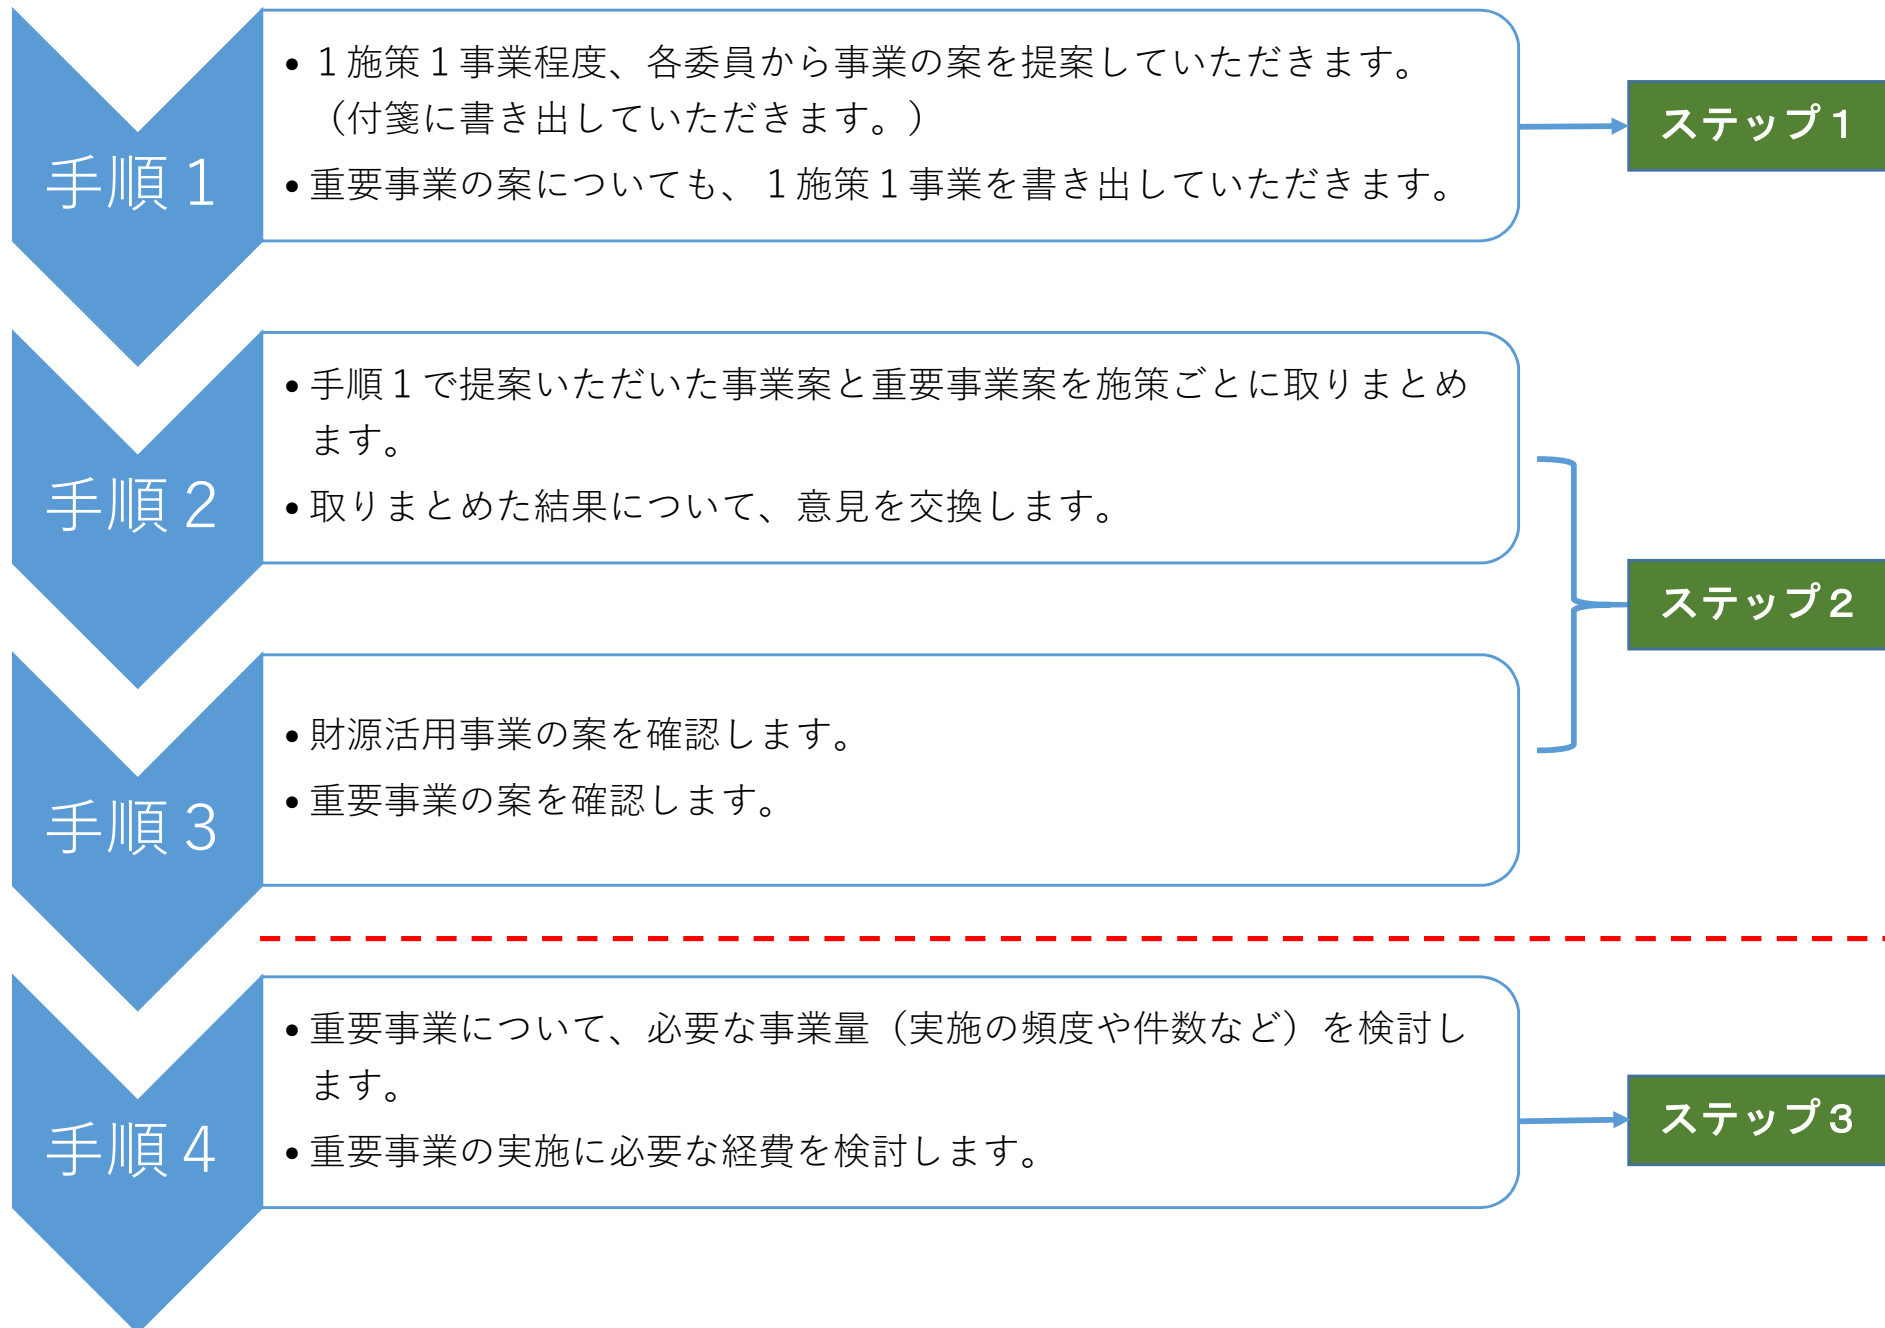 手順１
• １施策１事業程度、各委員から事業の案を提案していただきます。
（付箋に書き出していただきます。）
• 重要事業の案についても、１施策１事業を書き出していただきます。
ステップ１
手順２
• 手順１で提案いただいた事業案と重要事業案を施策ごとに取りまとめ
ます。
• 取りまとめた結果について、意見を交換します。
ステップ２
手順３
• 財源活用事業の案を確認します。
• 重要事業の案を確認します。
手順４
• 重要事業について、必要な事業量（実施の頻度や件数など）を検討し
ます。
• 重要事業の実施に必要な経費を検討します。
ステップ３